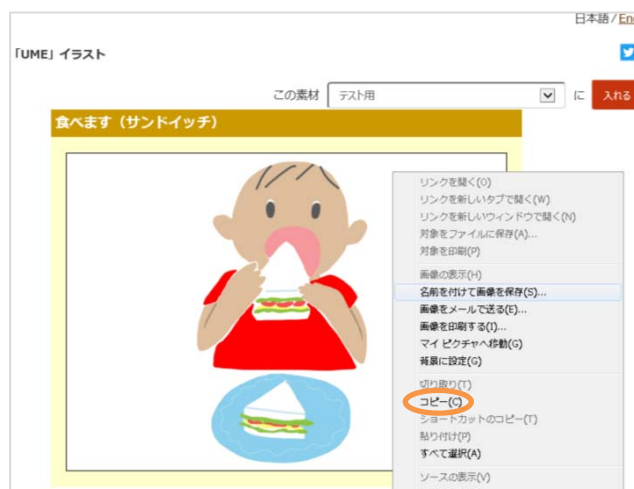 日本語/En
「UME」イラスト
この素材 テスト用 に 入れる
食べます（サンドイッチ）
リンクを開く(O)
リンクを新しいタブで開く(W)
リンクを新しいウィンドウで開く(N)
対象をファイルに保存(A)...
対象を印刷(P)
画像の表示(H)
名前を付けて画像を保存(S)...
画像をメールで送る(E)...
画像を印刷する(I)...
マイ ピクチャへ移動(G)
背景に設定(G)
切り取り(T)
コピー(C)
ショートカットのコピー(T)
貼り付け(P)
すべて選択(A)
ソースの表示(V)